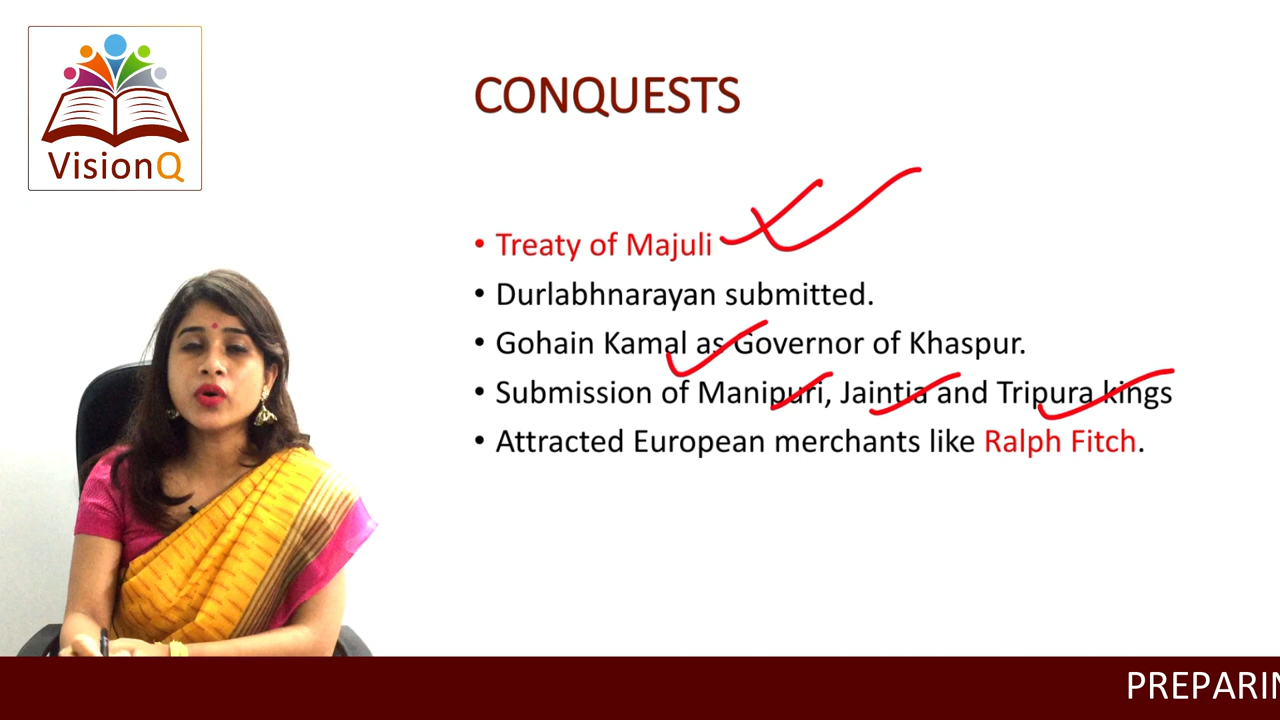 VisionQ
CONQUESTS
• Treaty of Majuli
• Durlabhnarayan submitted.
• Gohain Kamal as Governor of Khaspur.
• Submission of Manipuri, Jaintia and Tripura kings
• Attracted European merchants like Ralph Fitch.
PREPARIN